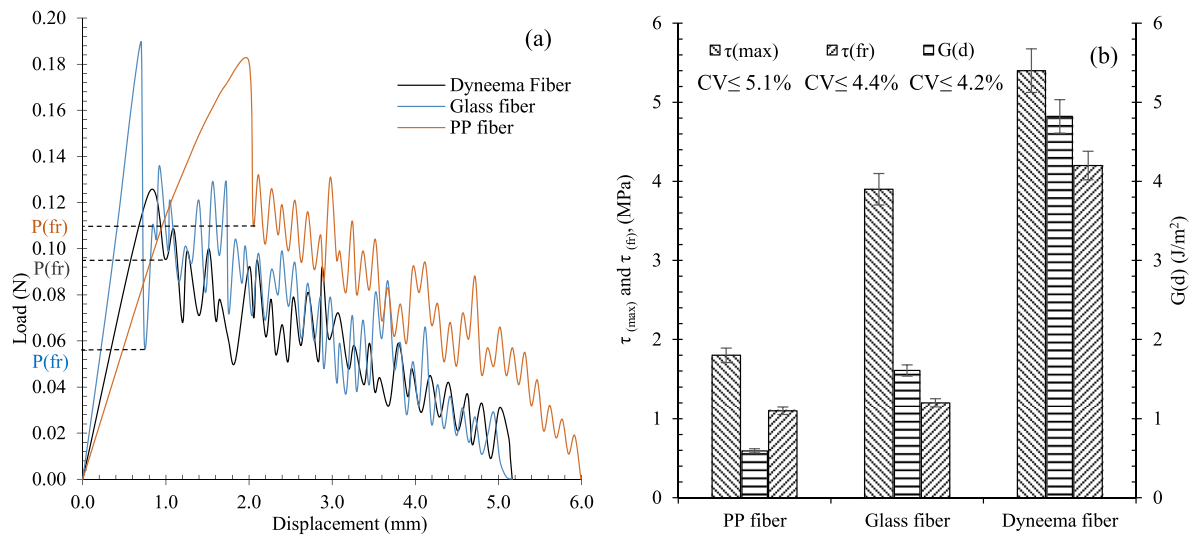 (a)
Load (N)
0.20
0.18
0.16
0.14
0.12
0.10
0.08
0.06
0.04
0.02
0.00
P(fr)
P(fr)
P(fr)
Dyneema Fiber
Glass fiber
PP fiber
0.0 1.0 2.0 3.0 4.0 5.0 6.0
Displacement (mm)
(b)
τ (max) and τ (fr), (MPa)
6
5
4
3
2
1
0
τ(max) τ(fr) G(d)
CV≤ 5.1% CV≤ 4.4% CV≤ 4.2%
PP fiber Glass fiber Dyneema fiber
6
5
4
3
2
1
0
G(d) (J/m²)